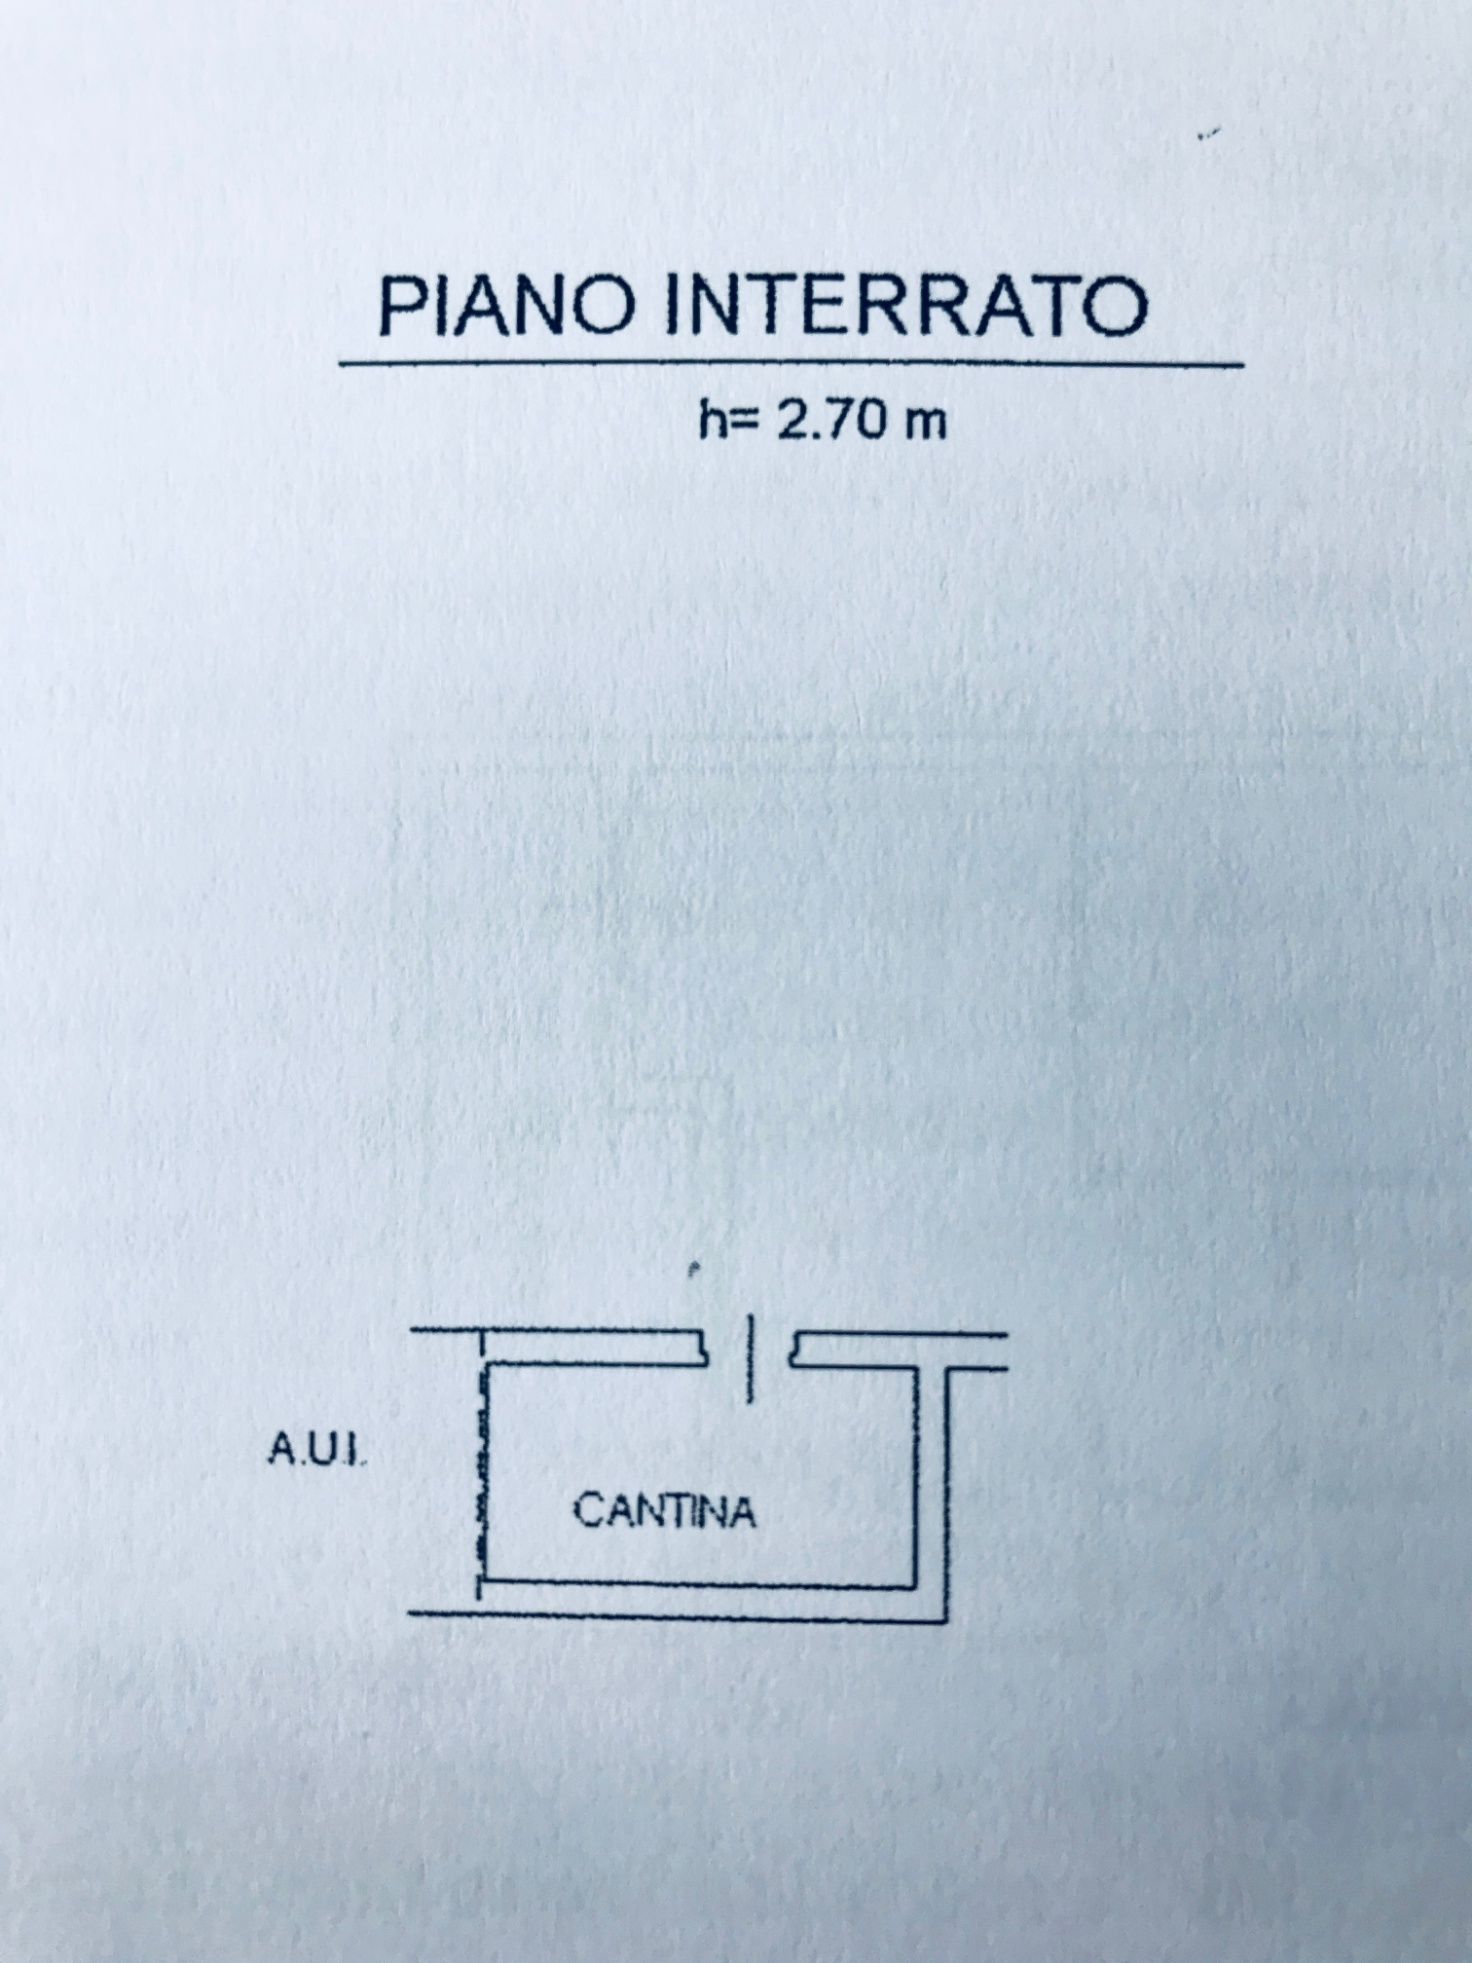 PIANO INTERRATO
h= 2.70 m
A.U.I.
CANTINA